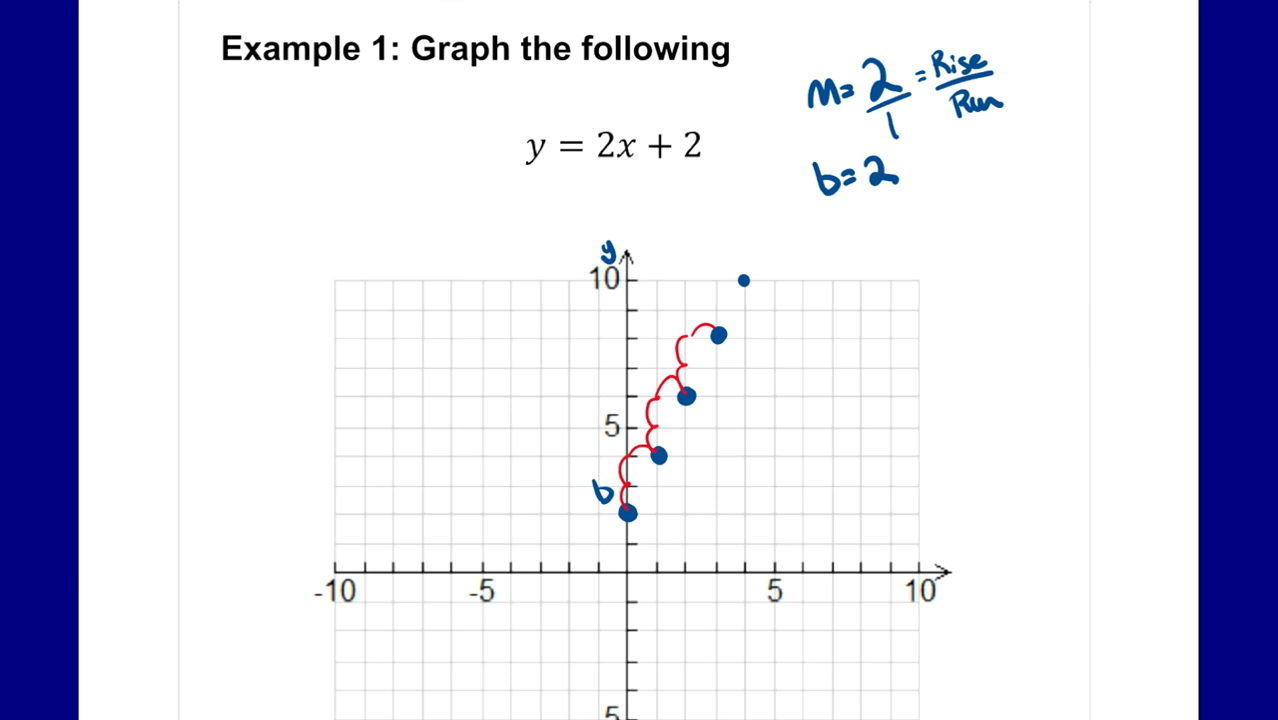 Example 1: Graph the following
m= 2/1 = Rise/Run
y = 2x + 2
b= 2
y
10
5
b
-10 -5 5 10
5